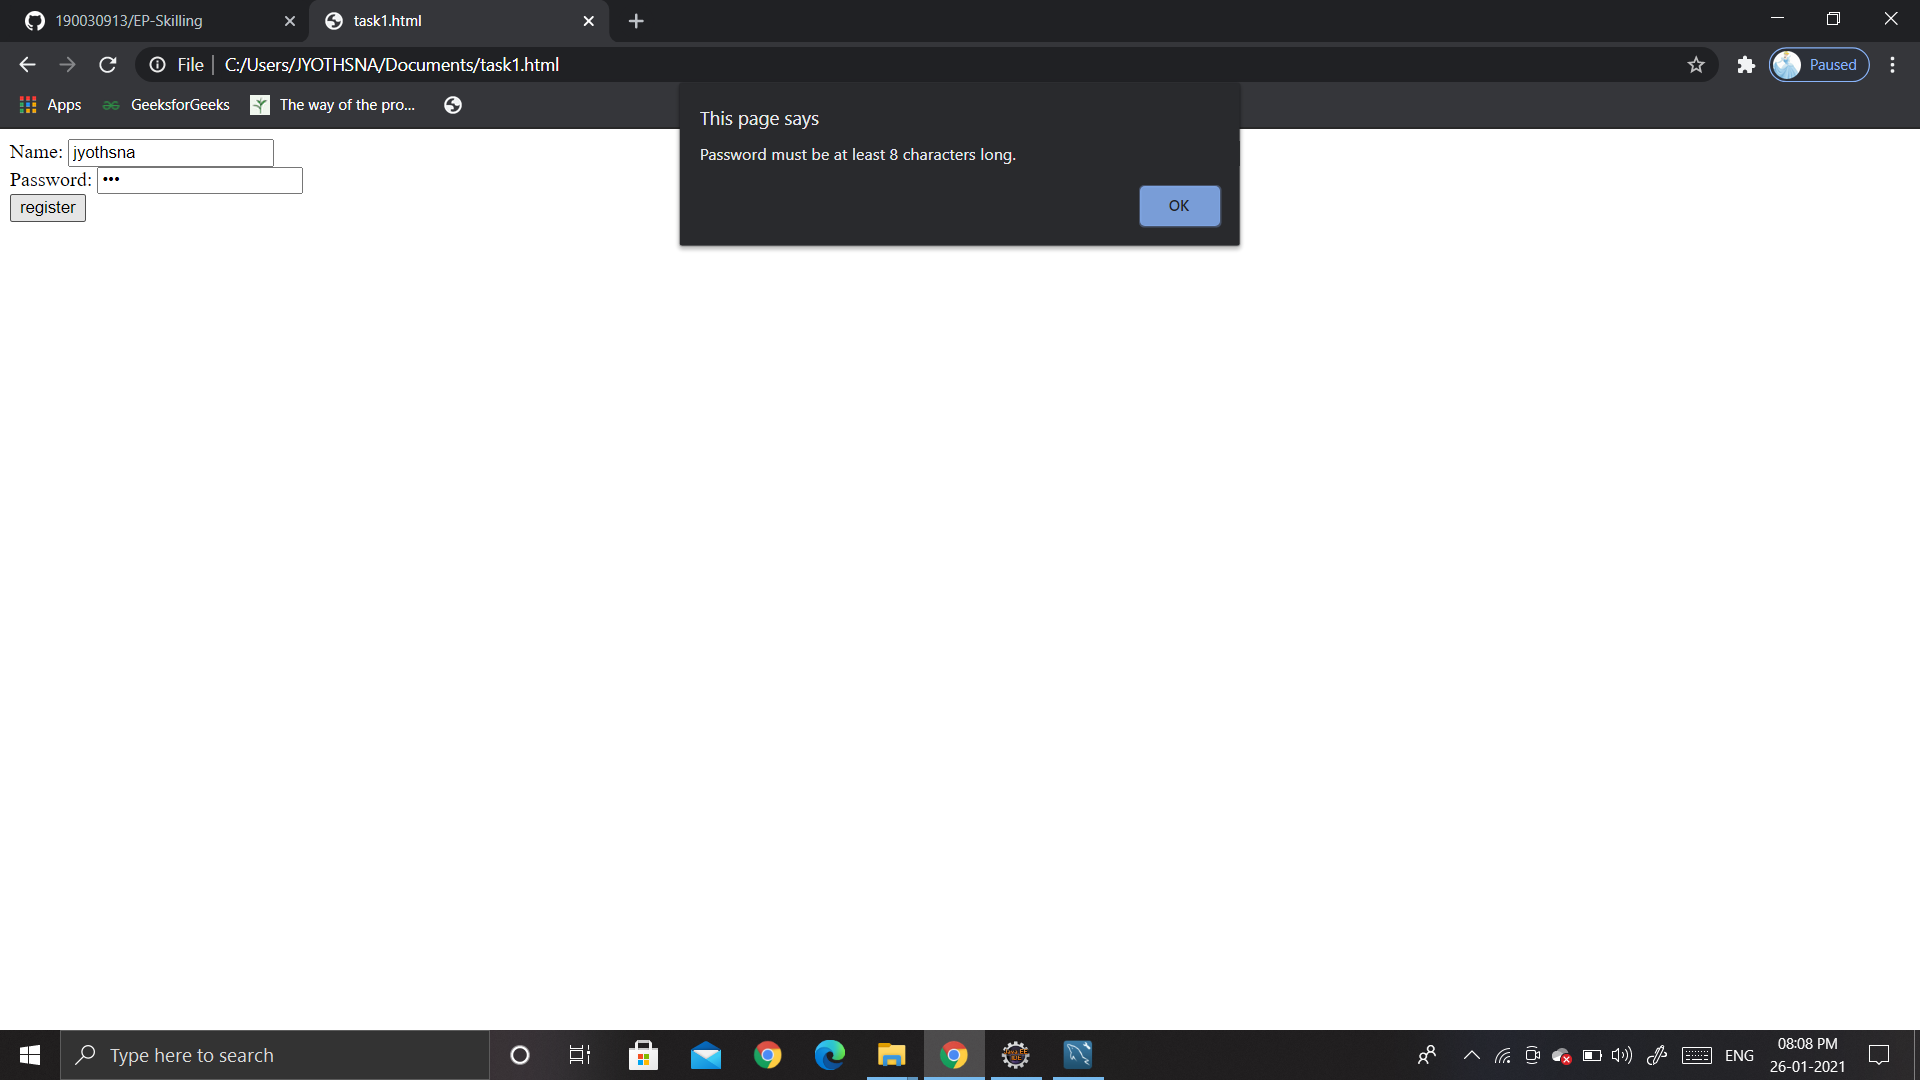 190030913/EP-Skilling
task1.html
File
C:/Users/JYOTHSNA/Documents/task1.html
Paused
Apps
GeeksforGeeks
The way of the pro...
This page says
Password must be at least 8 characters long.
OK
Name: jyothsna
Password: •••
register
Type here to search
ENG
08:08 PM
26-01-2021